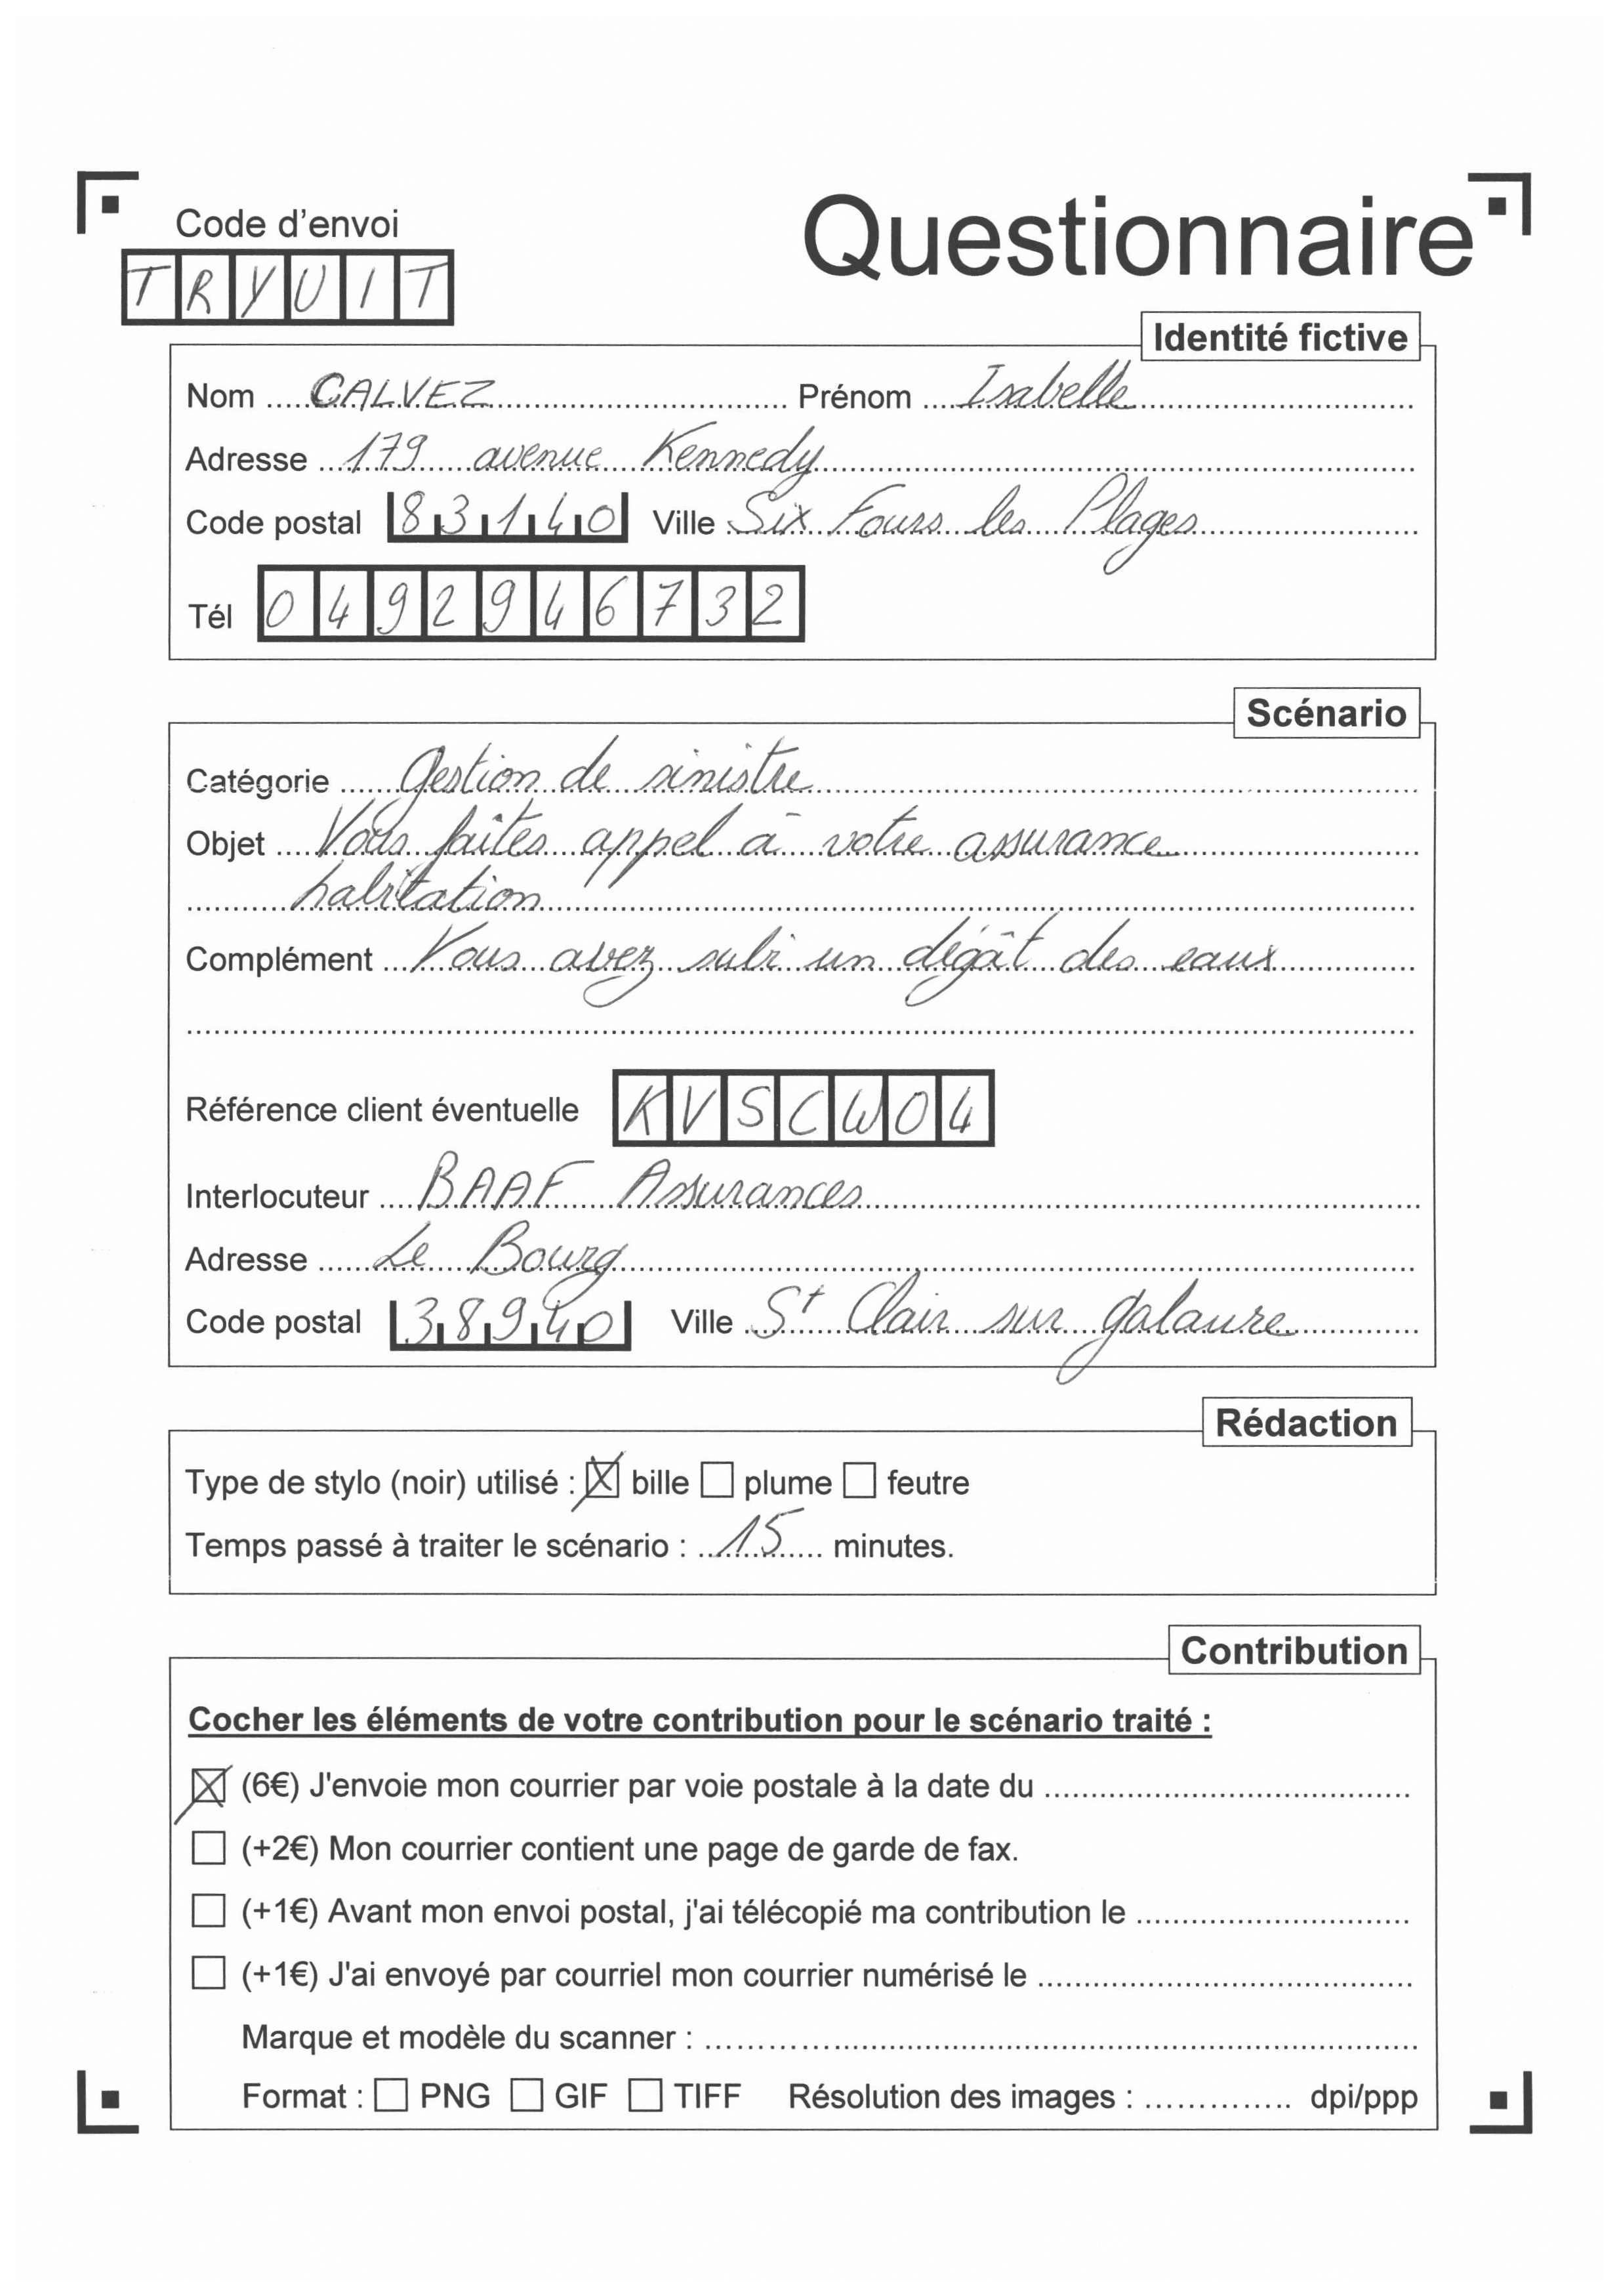 Code d'envoi
TRYUIT
Questionnaire
Identité fictive
Nom CALVEZ Prénom Isabelle
Adresse 179 avenue Kennedy
Code postal 83140 Ville Six Fours les Plages
Tél 0492946732
Scénario
Catégorie Gestion de sinistre
Objet Vous faites appel à votre assurance
habitation
Complément Vous avez subi un dégât des eaux
Référence client éventuelle KVSCW04
Interlocuteur BAAF Assurances
Adresse Le Bourg
Code postal 38940 Ville St Clair sur galaure
Rédaction
Type de stylo (noir) utilisé : ☒ bille ☐ plume ☐ feutre
Temps passé à traiter le scénario : 15 minutes.
Contribution
Cocher les éléments de votre contribution pour le scénario traité :
☒ (6€) J'envoie mon courrier par voie postale à la date du
☐ (+2€) Mon courrier contient une page de garde de fax.
☐ (+1€) Avant mon envoi postal, j'ai télécopié ma contribution le
☐ (+1€) J'ai envoyé par courriel mon courrier numérisé le
Marque et modèle du scanner :
Format : ☐ PNG ☐ GIF ☐ TIFF Résolution des images : dpi/ppp